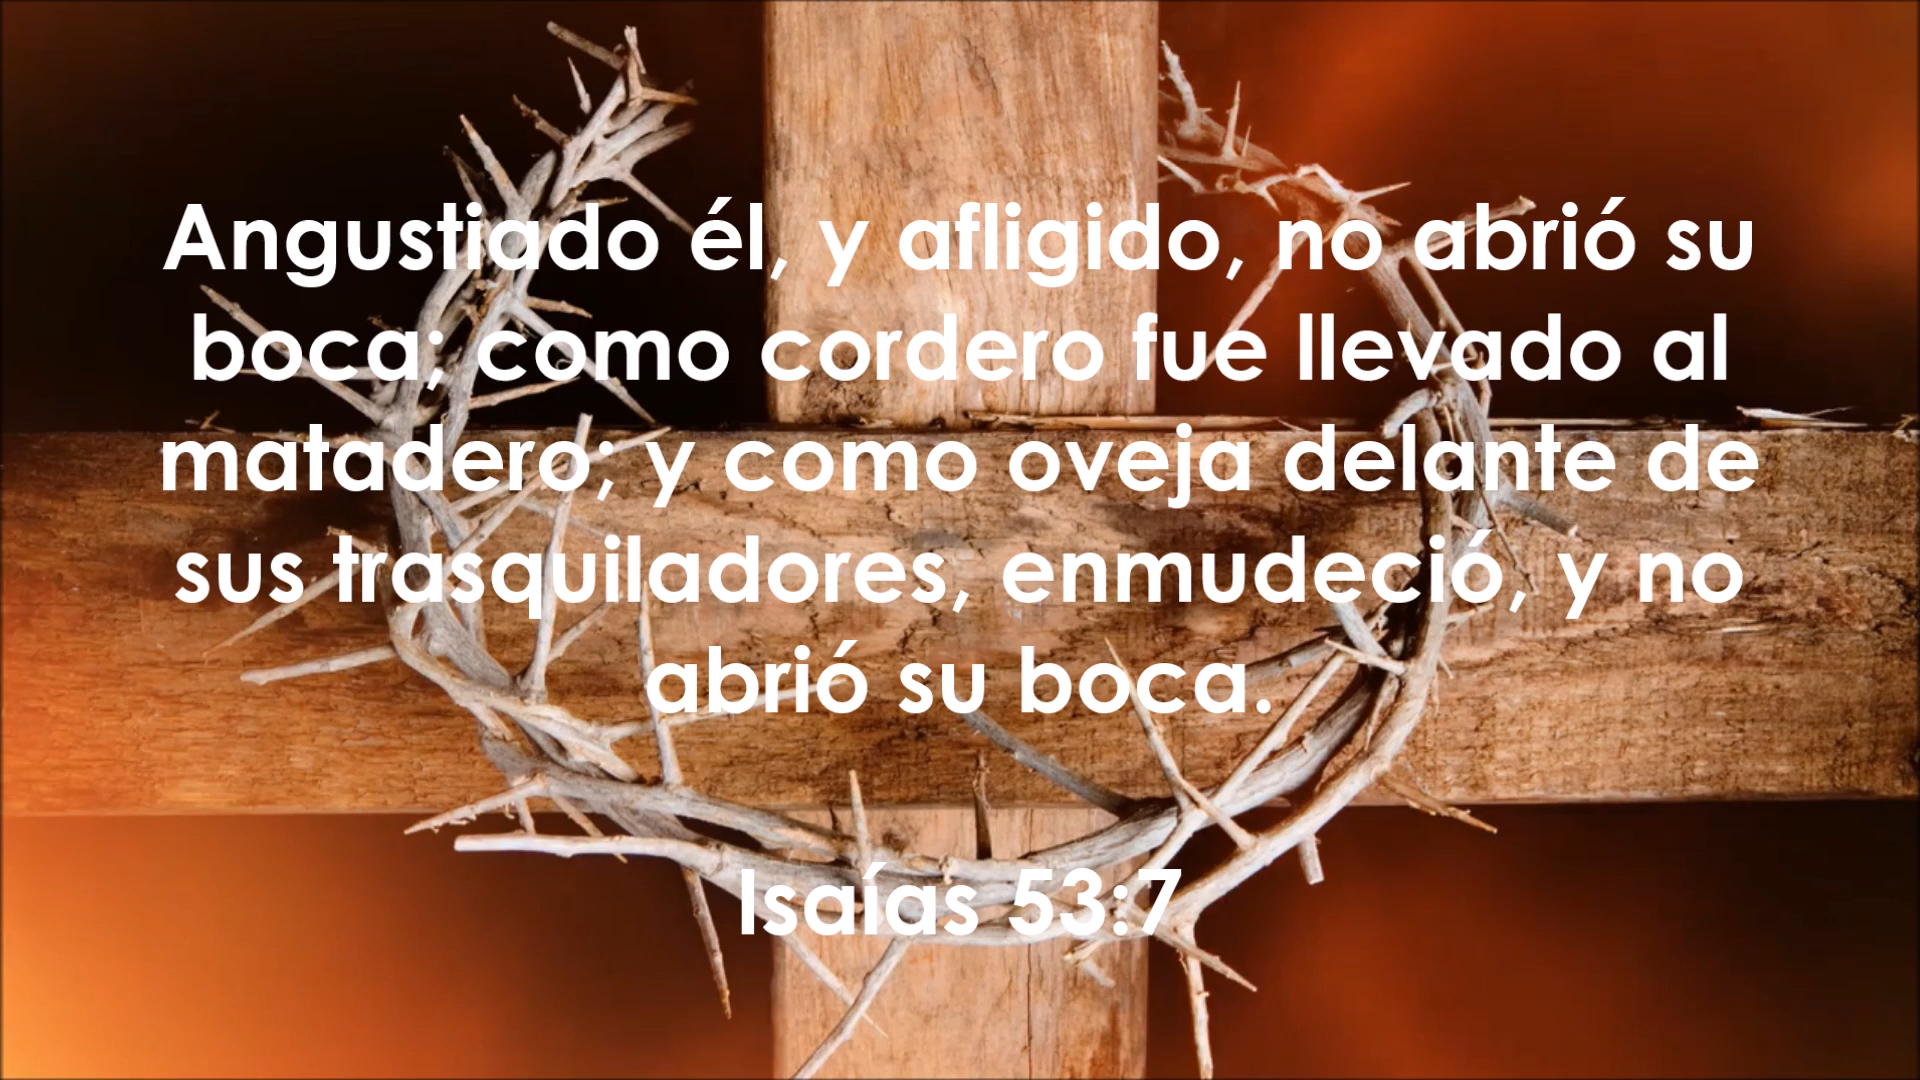 Angustiado él, y afligido, no abrió su
boca; como cordero fue llevado al
matadero; y como oveja delante de
sus trasquiladores, enmudeció, y no
abrió su boca.
Isaías 53:7